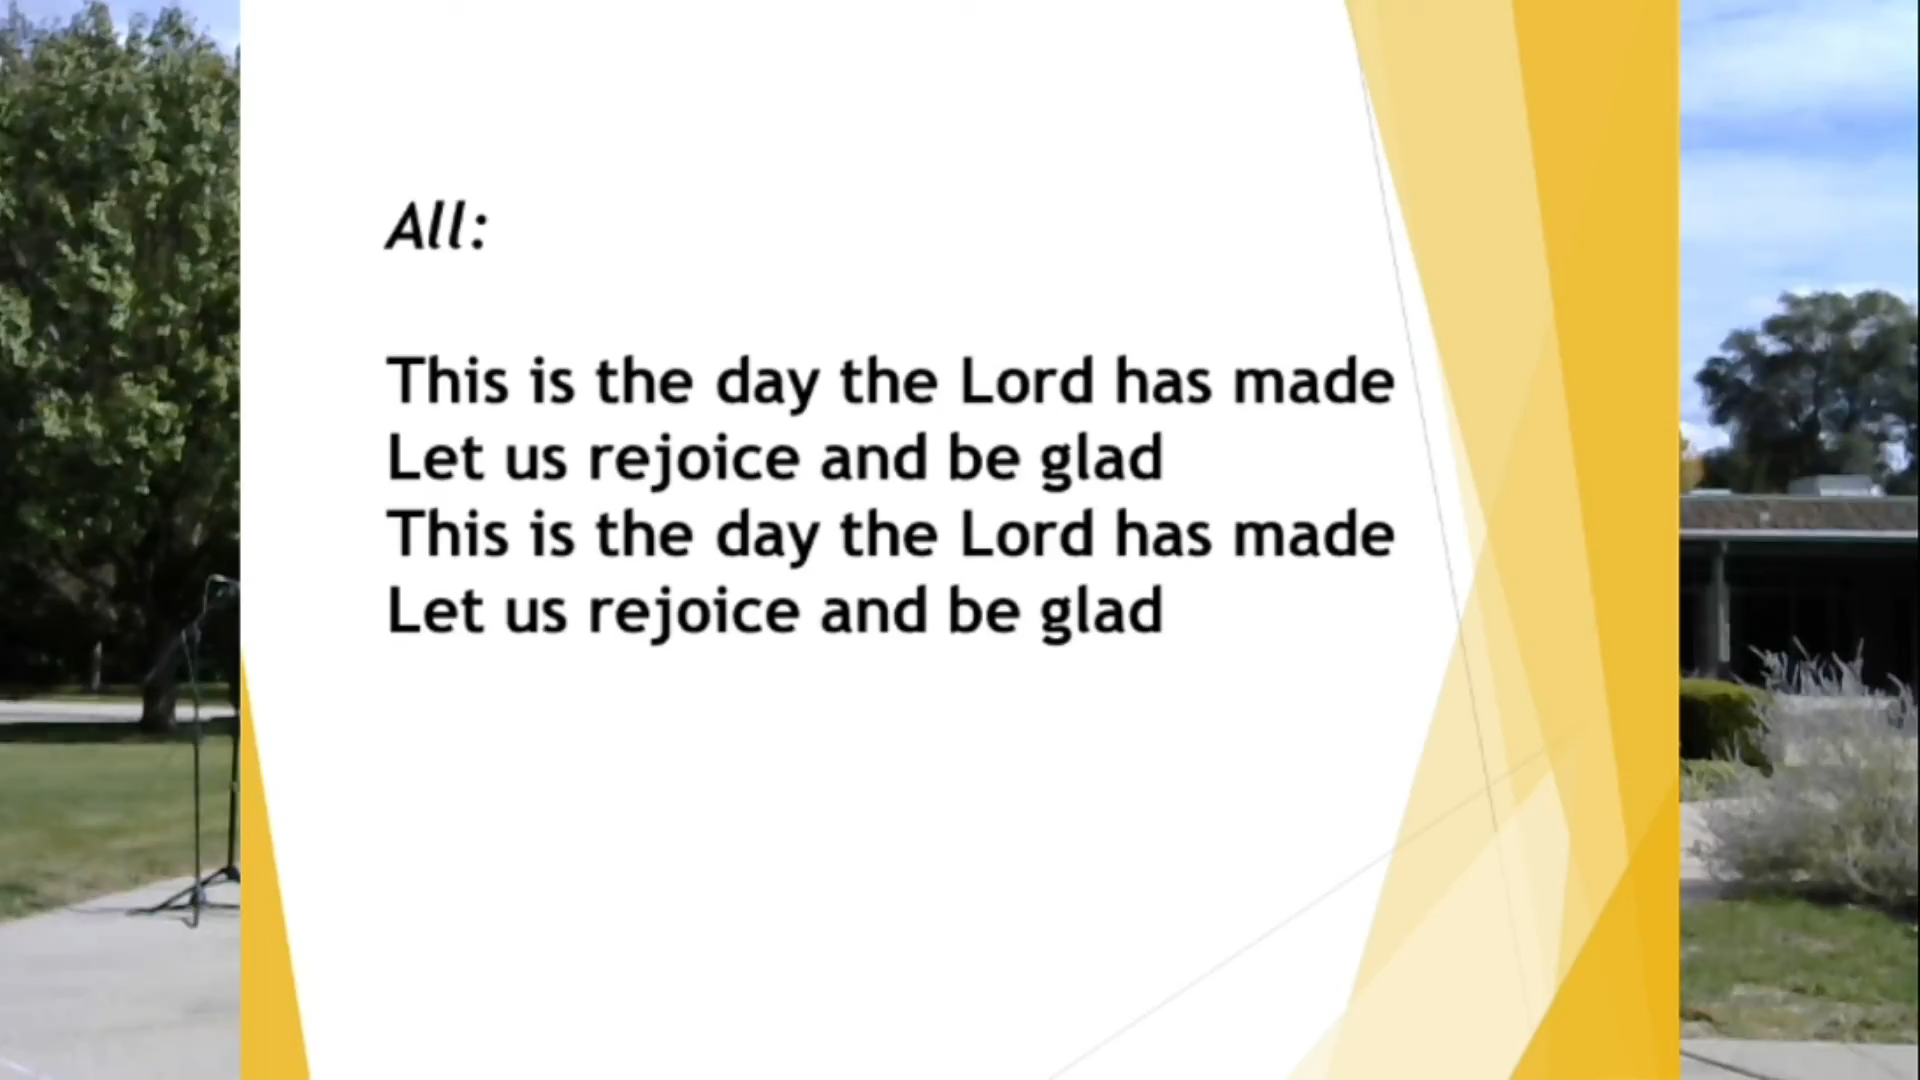 All:
This is the day the Lord has made
Let us rejoice and be glad
This is the day the Lord has made
Let us rejoice and be glad